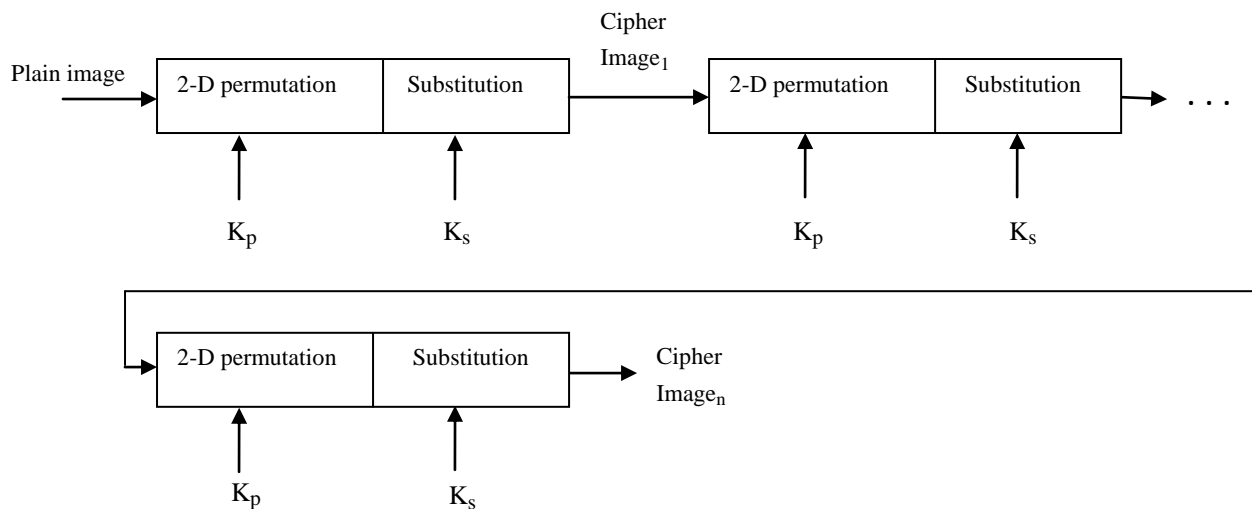 Plain image
2-D permutation
Substitution
Cipher
Image₁
2-D permutation
Substitution
. . .
Kₚ
Kₛ
Kₚ
Kₛ
2-D permutation
Substitution
Cipher
Imageₙ
Kₚ
Kₛ